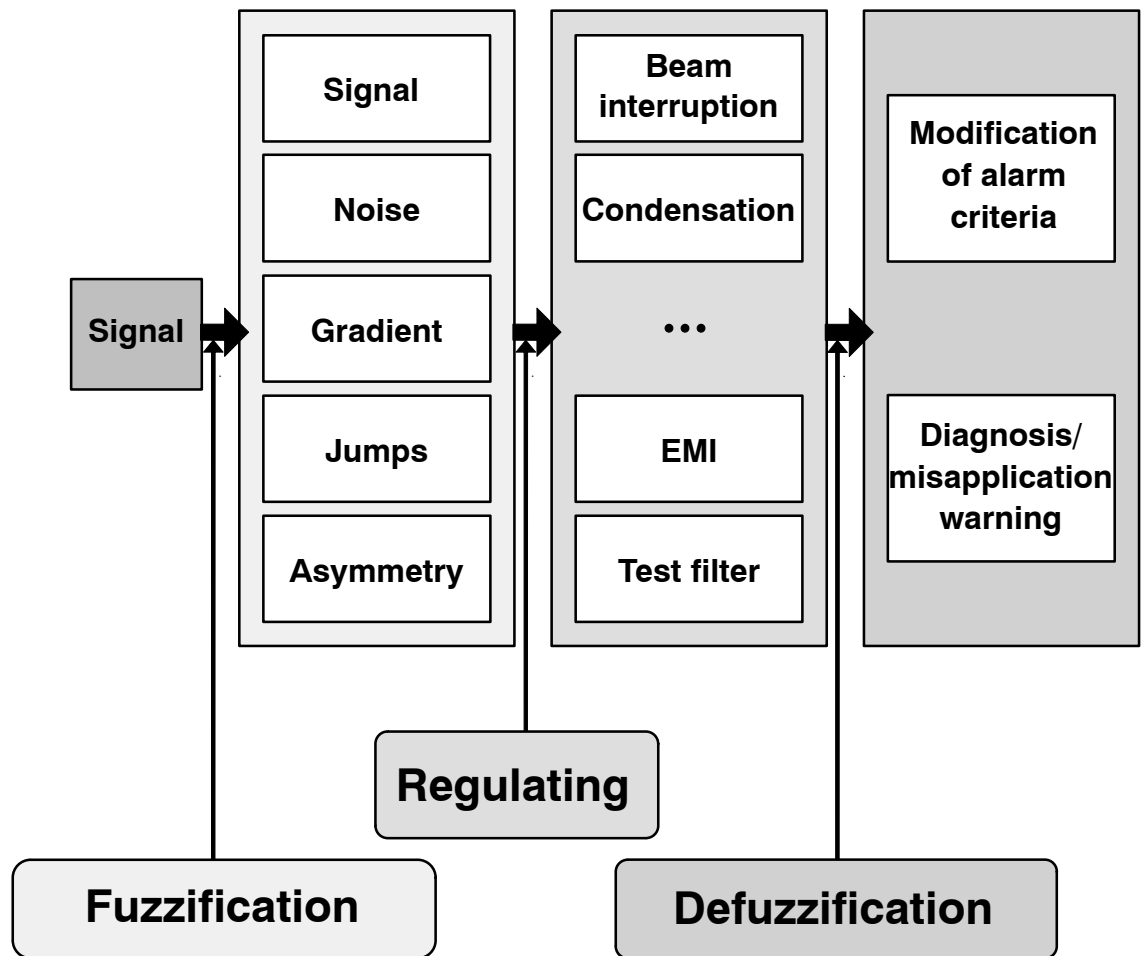 Signal
Signal
Noise
Gradient
Jumps
Asymmetry
Beam
interruption
Condensation
...
EMI
Test filter
Modification
of alarm
criteria
Diagnosis/
misapplication
warning
Regulating
Fuzzification
Defuzzification